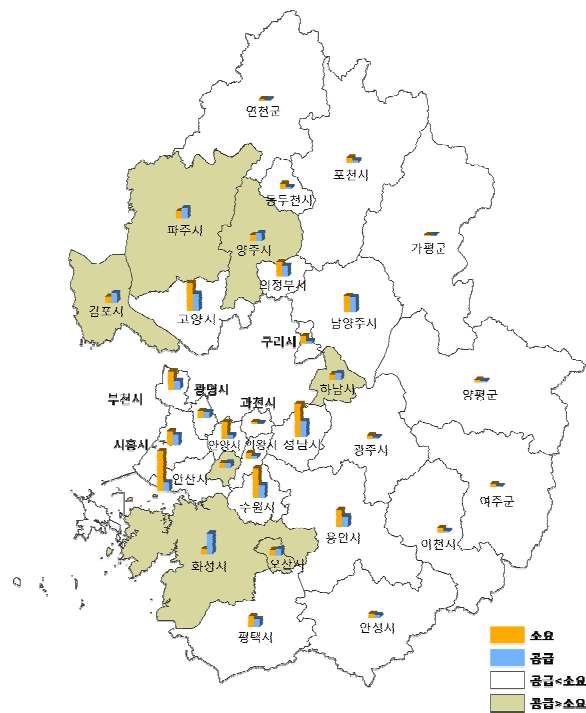 연천군
포천시
동두천시
가평군
파주시
양주시
의정부시
김포시
고양시
남양주시
구리시
하남시
양평군
부천시
광명시
과천시
시흥시
안양시
의왕시
성남시
광주시
안산시
수원시
여주군
용인시
이천시
화성시
오산시
평택시
안성시
소요
공급
공급<소요
공급>소요